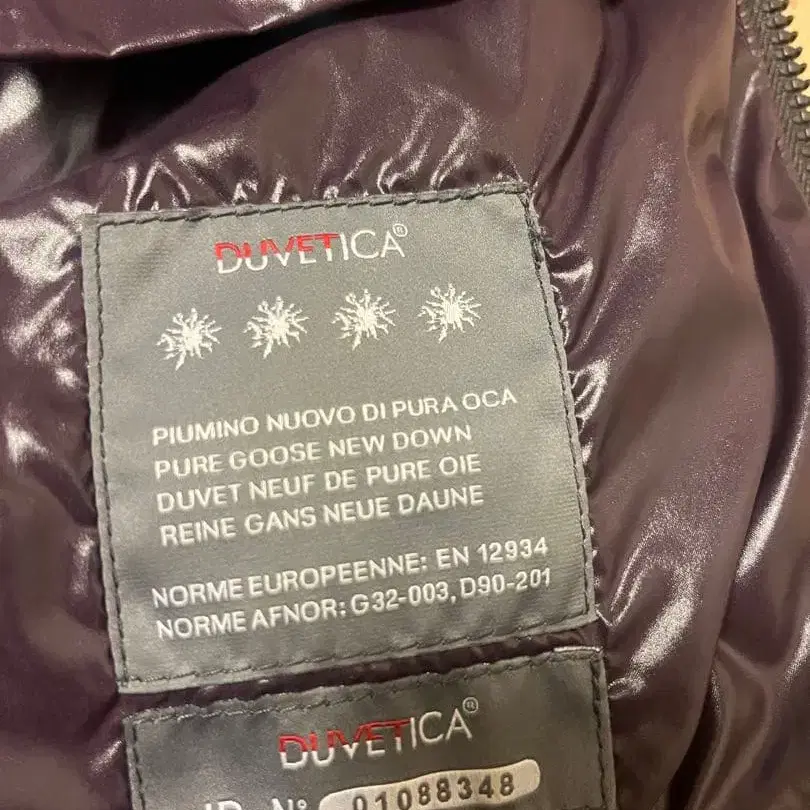 DUVETICA®
PIUMINO NUOVO DI PURA OCA
PURE GOOSE NEW DOWN
DUVET NEUF DE PURE OIE
REINE GANS NEUE DAUNE
NORME EUROPEENNE: EN 12934
NORME AFNOR: G32-003, D90-201
DUVETICA®
ID. N° 01088348